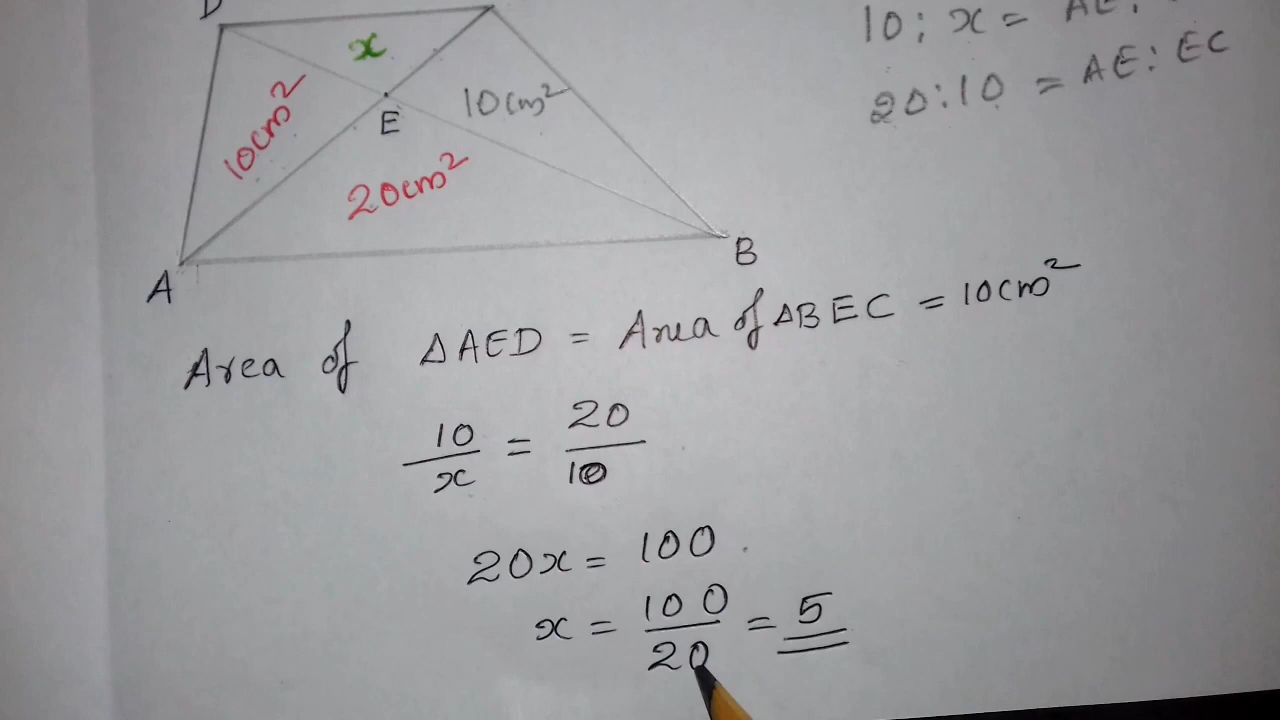 D
x
10cm²
10cm²
E
20cm²
A
B
10 : x = AE :
20:10 = AE : EC
Area of ΔAED = Area of ΔBEC = 10cm²
10/x = 20/10
20x = 100
x = 100/20 = 5